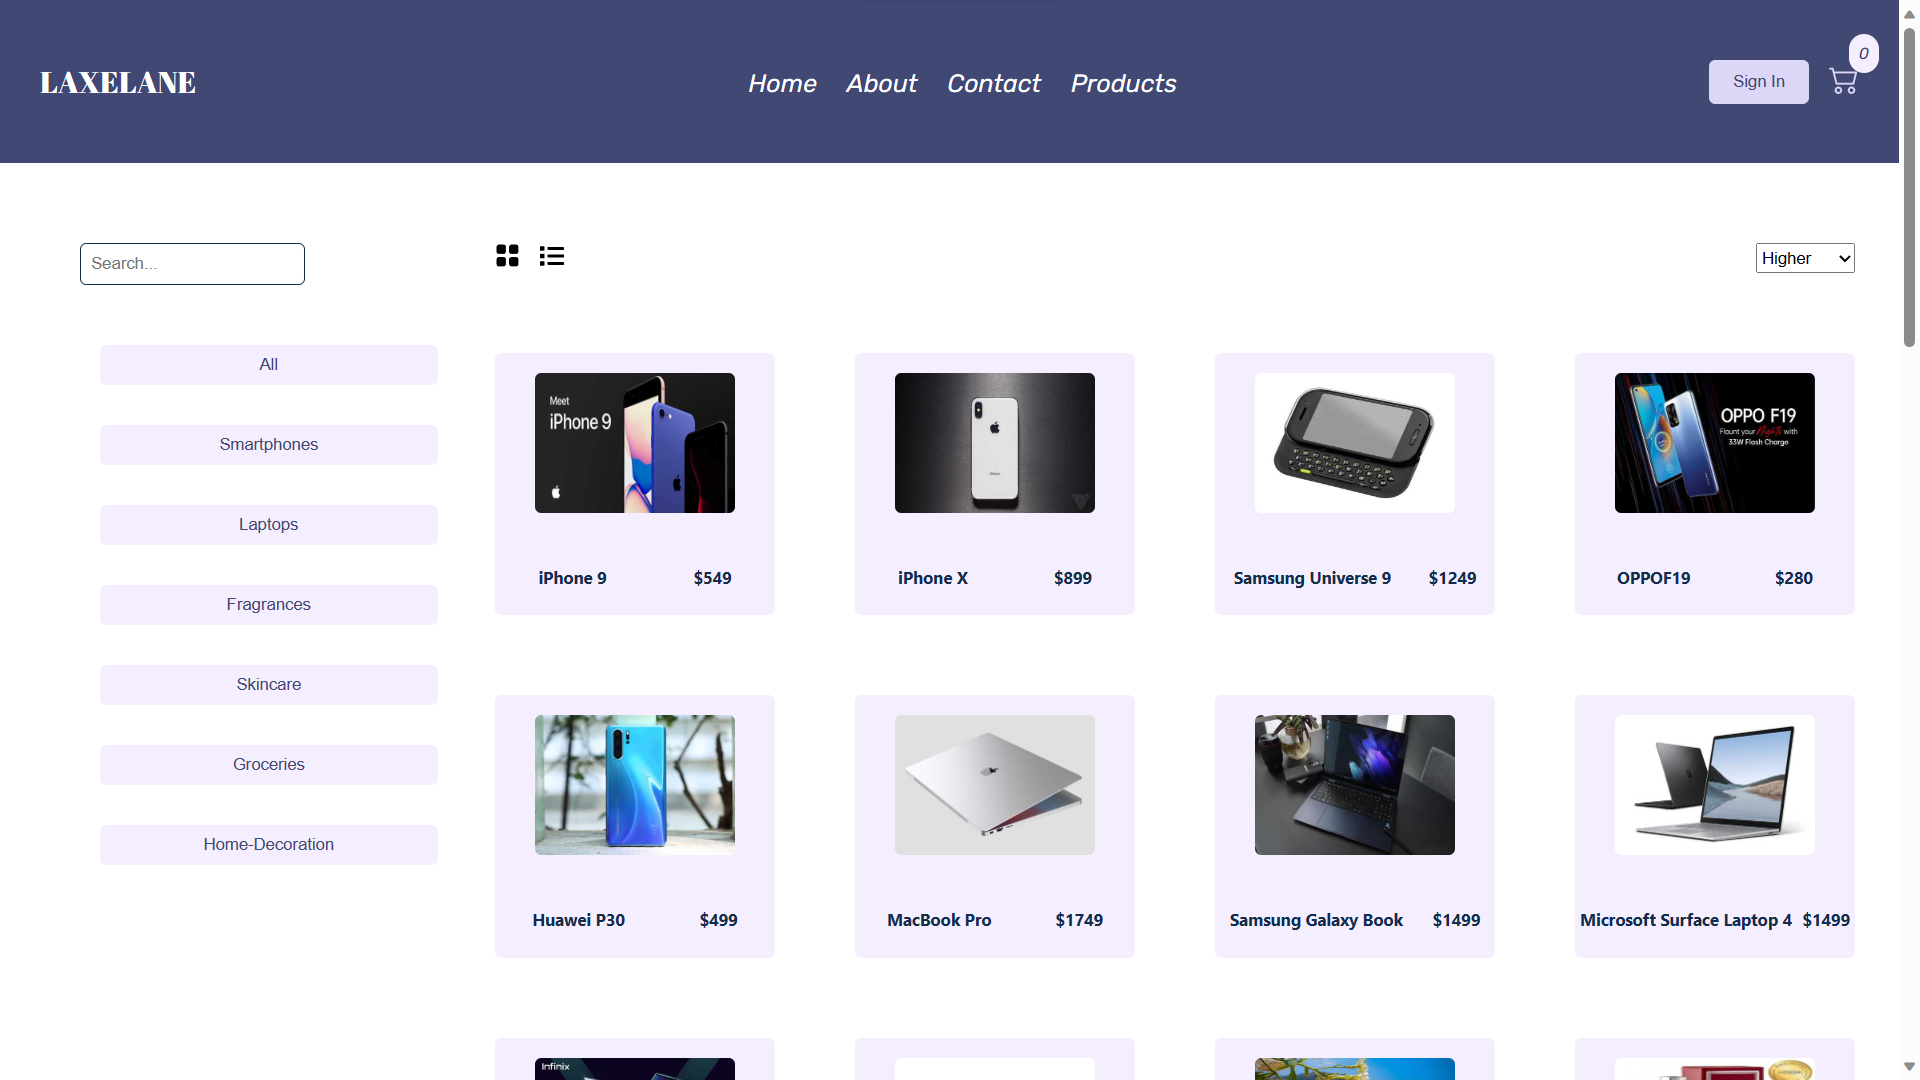 LAXELANE
Home About Contact Products
Sign In
0
Search...
Higher
All
Smartphones
Laptops
Fragrances
Skincare
Groceries
Home-Decoration
Meet
iPhone 9
iPhone 9 $549
iPhone X $899
Samsung Universe 9 $1249
OPPO F19
Flaunt your Nights with
33W Flash Charge
OPPOF19 $280
Huawei P30 $499
MacBook Pro $1749
Samsung Galaxy Book $1499
Microsoft Surface Laptop 4 $1499
Infinix